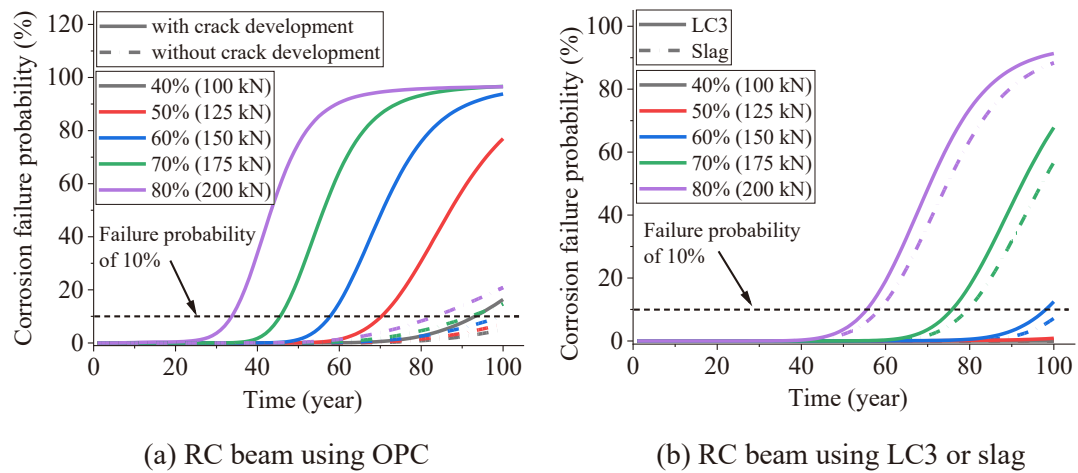 Corrosion failure probability (%)
120
100
80
60
40
20
0
with crack development
without crack development
40% (100 kN)
50% (125 kN)
60% (150 kN)
70% (175 kN)
80% (200 kN)
Failure probability
of 10%
0 20 40 60 80 100
Time (year)
(a) RC beam using OPC
Corrosion failure probability (%)
100
80
60
40
20
0
LC3
Slag
40% (100 kN)
50% (125 kN)
60% (150 kN)
70% (175 kN)
80% (200 kN)
Failure probability
of 10%
0 20 40 60 80 100
Time (year)
(b) RC beam using LC3 or slag